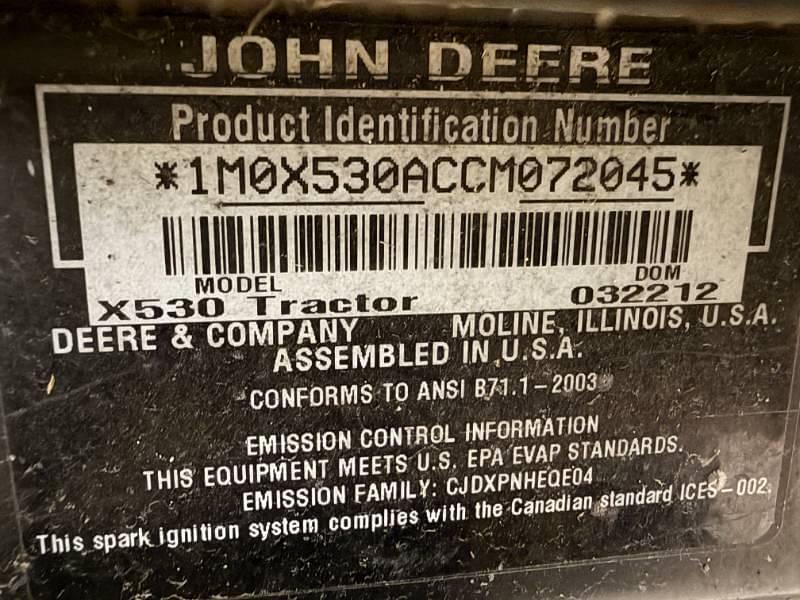 JOHN DEERE
Product Identification Number
*1M0X530ACCM072045*
MODEL DOM
X530 Tractor 032212
DEERE & COMPANY MOLINE, ILLINOIS, U.S.A.
ASSEMBLED IN U.S.A.
CONFORMS TO ANSI B71.1-2003
EMISSION CONTROL INFORMATION
THIS EQUIPMENT MEETS U.S. EPA EVAP STANDARDS.
EMISSION FAMILY: CJDXPNHEQE04
This spark ignition system complies with the Canadian standard ICES-002.